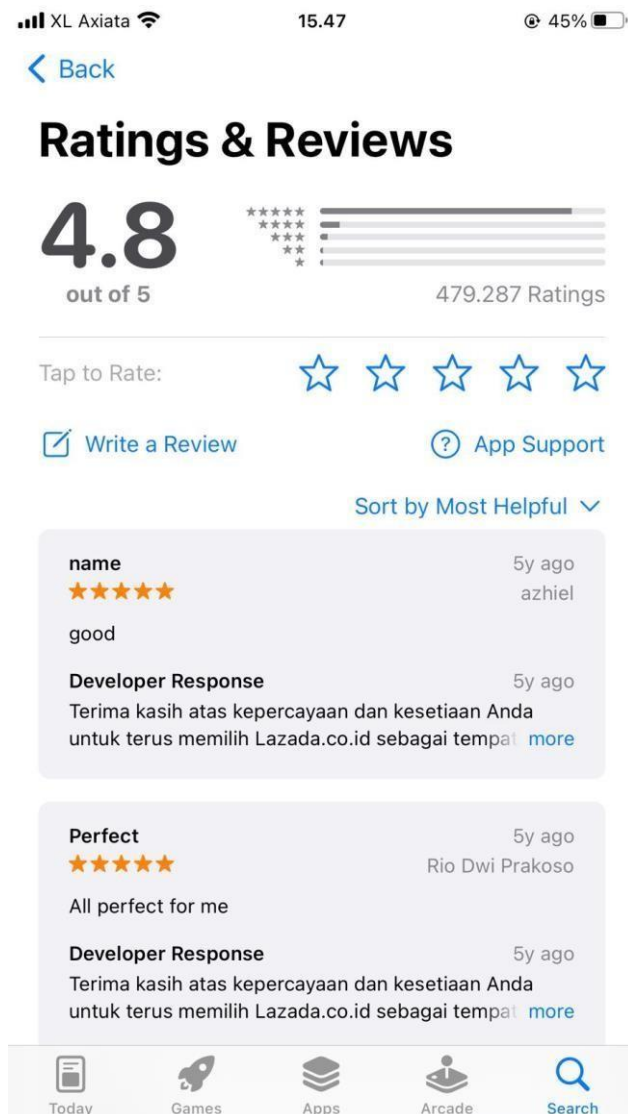 XL Axiata 15.47 45%
Back
Ratings & Reviews
4.8
out of 5
479.287 Ratings
Tap to Rate:
Write a Review
App Support
Sort by Most Helpful
name 5y ago
azhiel
good
Developer Response 5y ago
Terima kasih atas kepercayaan dan kesetiaan Anda
untuk terus memilih Lazada.co.id sebagai tempat more
Perfect 5y ago
Rio Dwi Prakoso
All perfect for me
Developer Response 5y ago
Terima kasih atas kepercayaan dan kesetiaan Anda
untuk terus memilih Lazada.co.id sebagai tempat more
Today Games Apps Arcade Search